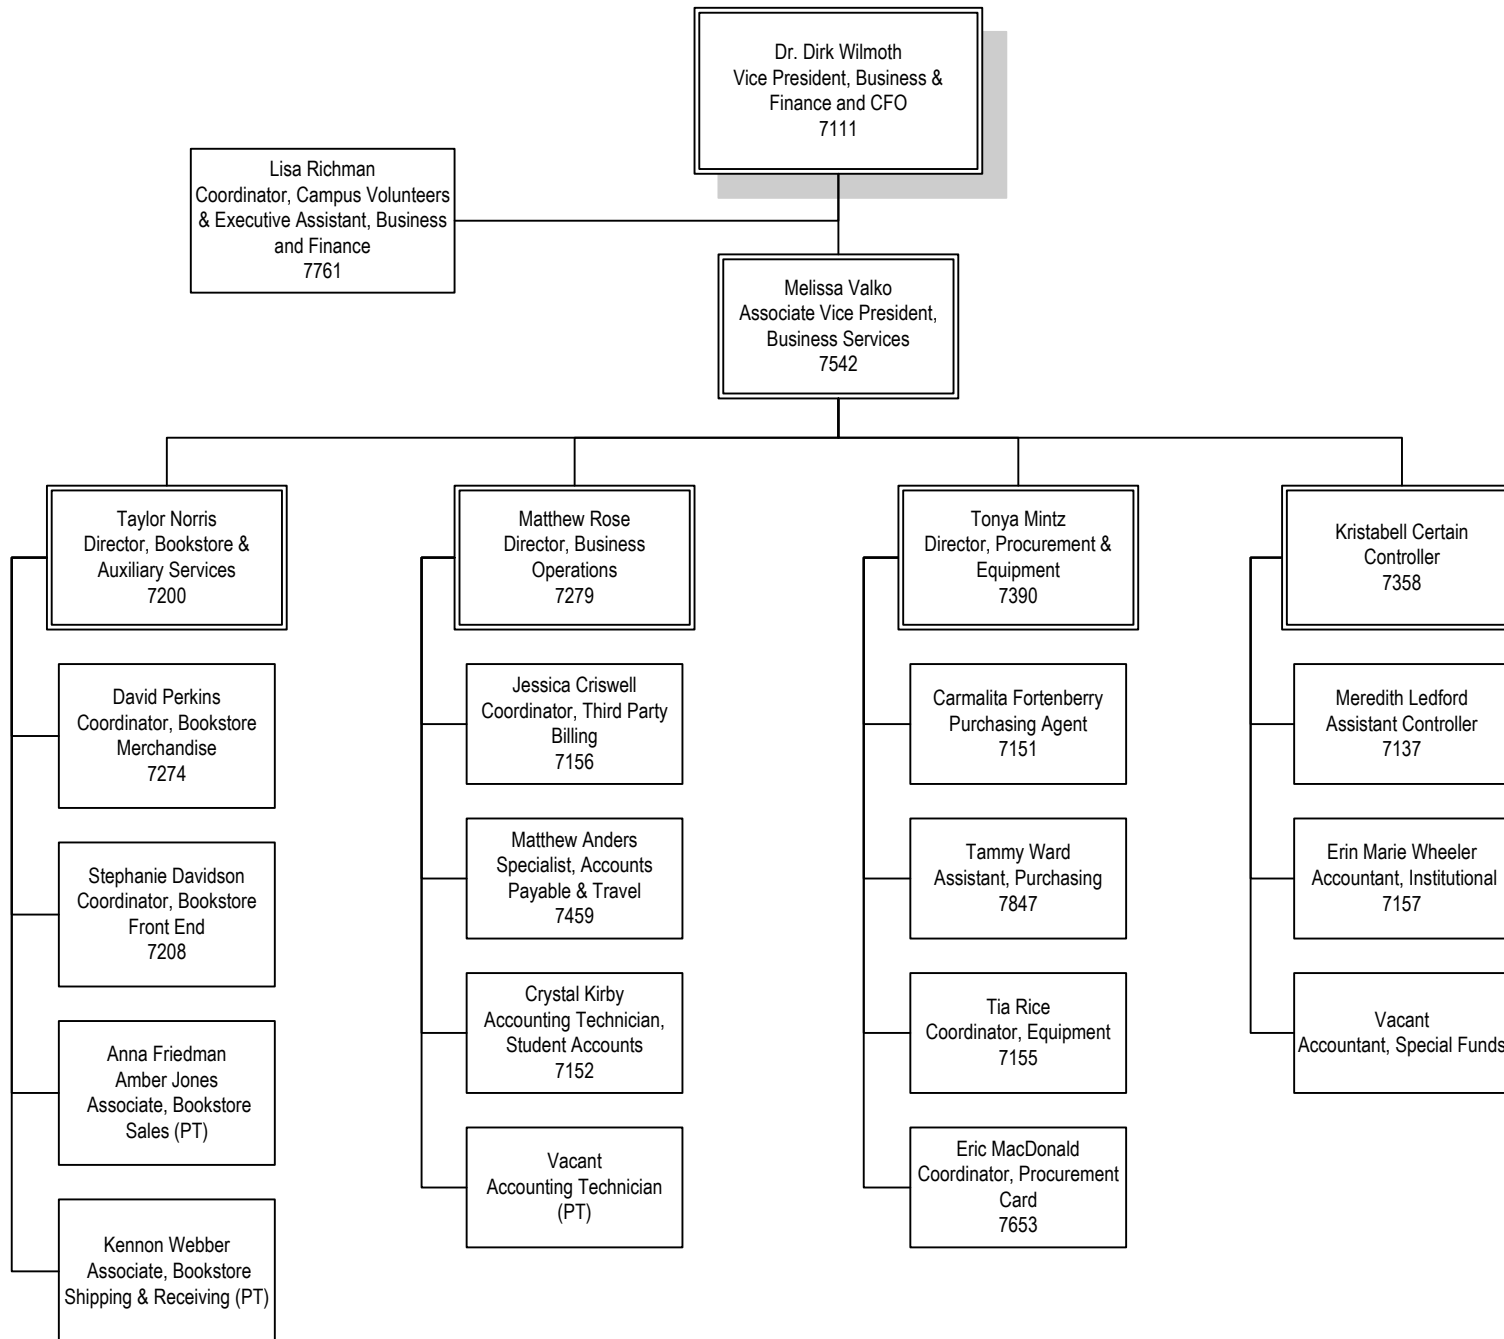 Dr. Dirk Wilmoth
Vice President, Business &
Finance and CFO
7111
Lisa Richman
Coordinator, Campus Volunteers
& Executive Assistant, Business
and Finance
7761
Melissa Valko
Associate Vice President,
Business Services
7542
Taylor Norris
Director, Bookstore &
Auxiliary Services
7200
David Perkins
Coordinator, Bookstore
Merchandise
7274
Stephanie Davidson
Coordinator, Bookstore
Front End
7208
Anna Friedman
Amber Jones
Associate, Bookstore
Sales (PT)
Kennon Webber
Associate, Bookstore
Shipping & Receiving (PT)
Matthew Rose
Director, Business
Operations
7279
Jessica Criswell
Coordinator, Third Party
Billing
7156
Matthew Anders
Specialist, Accounts
Payable & Travel
7459
Crystal Kirby
Accounting Technician,
Student Accounts
7152
Vacant
Accounting Technician
(PT)
Tonya Mintz
Director, Procurement &
Equipment
7390
Carmalita Fortenberry
Purchasing Agent
7151
Tammy Ward
Assistant, Purchasing
7847
Tia Rice
Coordinator, Equipment
7155
Eric MacDonald
Coordinator, Procurement
Card
7653
Kristabell Certain
Controller
7358
Meredith Ledford
Assistant Controller
7137
Erin Marie Wheeler
Accountant, Institutional
7157
Vacant
Accountant, Special Funds